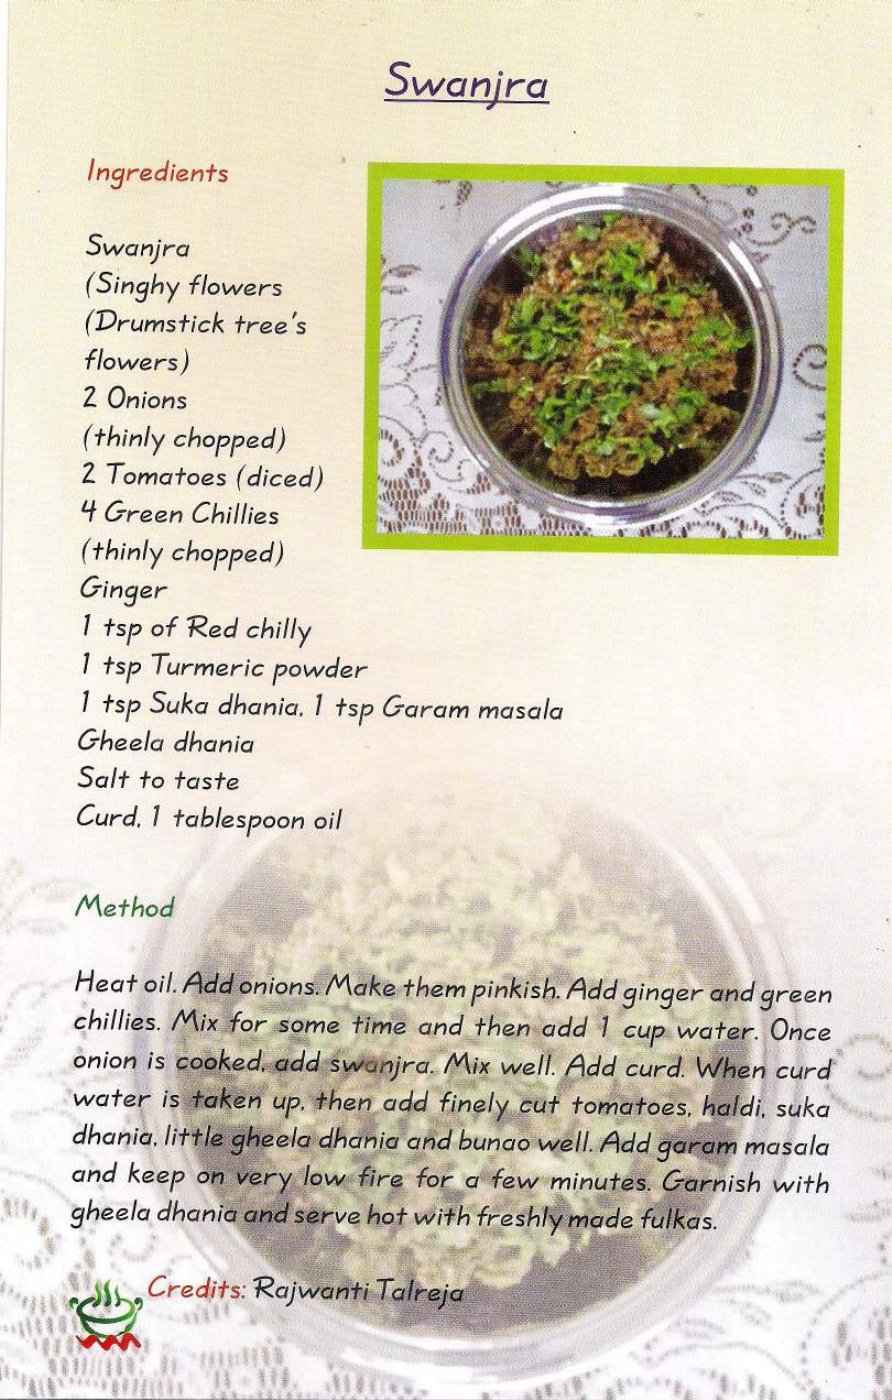 Swanjra
Ingredients
Swanjra
(Singhy flowers
(Drumstick tree's
flowers)
2 Onions
(thinly chopped)
2 Tomatoes (diced)
4 Green Chillies
(thinly chopped)
Ginger
1 tsp of Red chilly
1 tsp Turmeric powder
1 tsp Suka dhania, 1 tsp Garam masala
Gheela dhania
Salt to taste
Curd, 1 tablespoon oil
Method
Heat oil. Add onions. Make them pinkish. Add ginger and green
chillies. Mix for some time and then add 1 cup water. Once
onion is cooked, add swanjra. Mix well. Add curd. When curd
water is taken up, then add finely cut tomatoes, haldi, suka
dhania, little gheela dhania and bunao well. Add garam masala
and keep on very low fire for a few minutes. Garnish with
gheela dhania and serve hot with freshly made fulkas.
Credits: Rajwanti Talreja